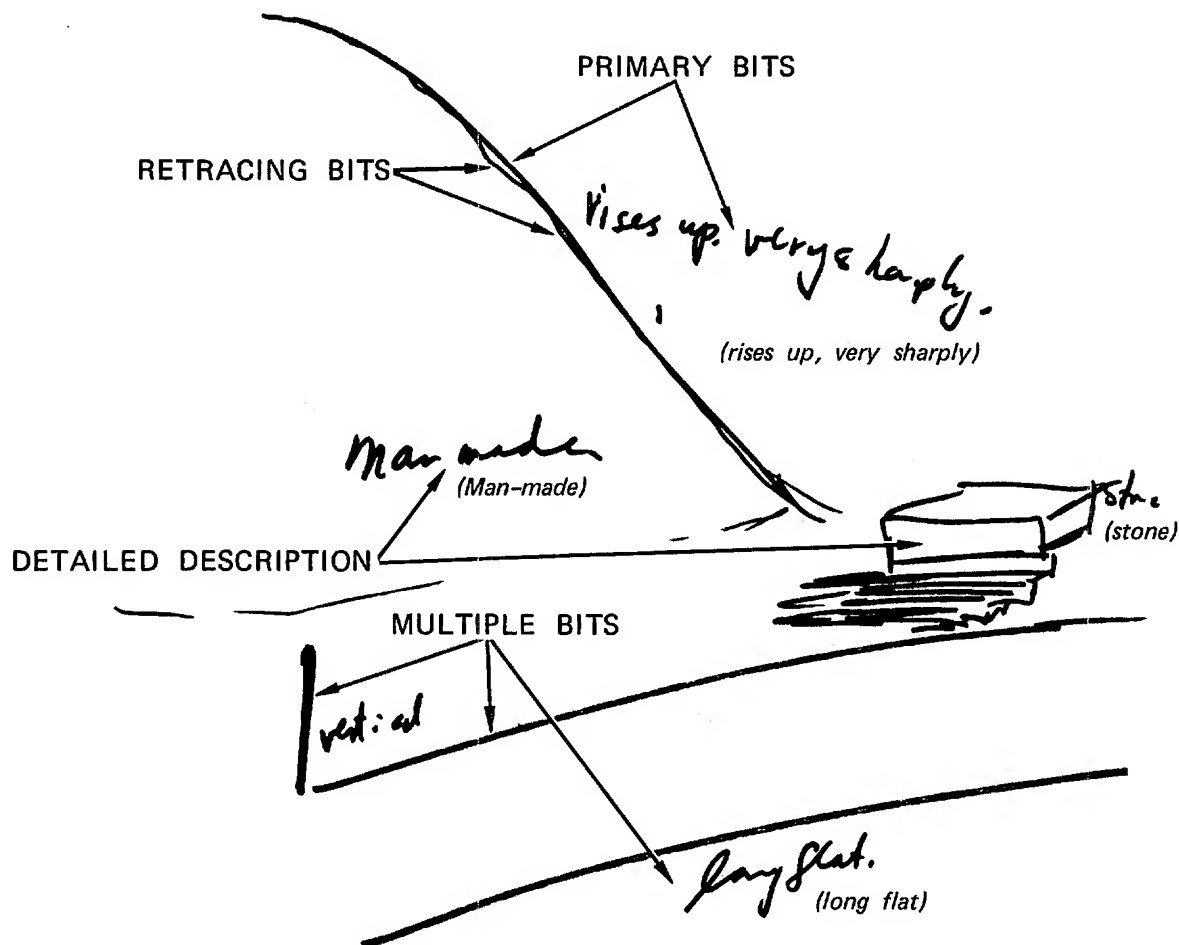 PRIMARY BITS
RETRACING BITS
rises up. very sharply.
(rises up, very sharply)
Man made
(Man-made)
stone
(stone)
DETAILED DESCRIPTION
MULTIPLE BITS
vertical
long flat.
(long flat)